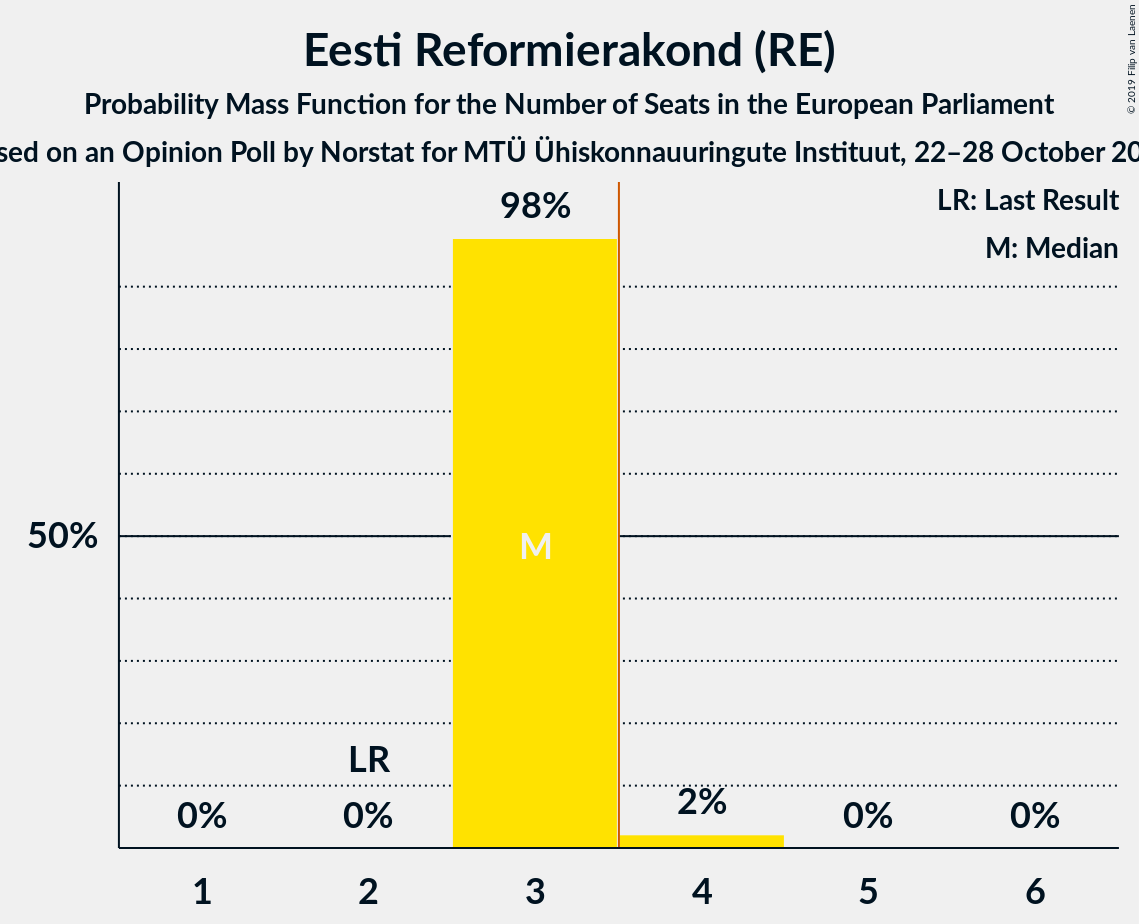 Eesti Reformierakond (RE)
Probability Mass Function for the Number of Seats in the European Parliament
on an Opinion Poll by Norstat for MTÜ Ühiskonnauuringute Instituut, 22–28 October
© 2019 Filip van Laenen
LR: Last Result
M: Median
98%
50%
M
LR
0%
0%
2%
0%
0%
1
2
3
4
5
6